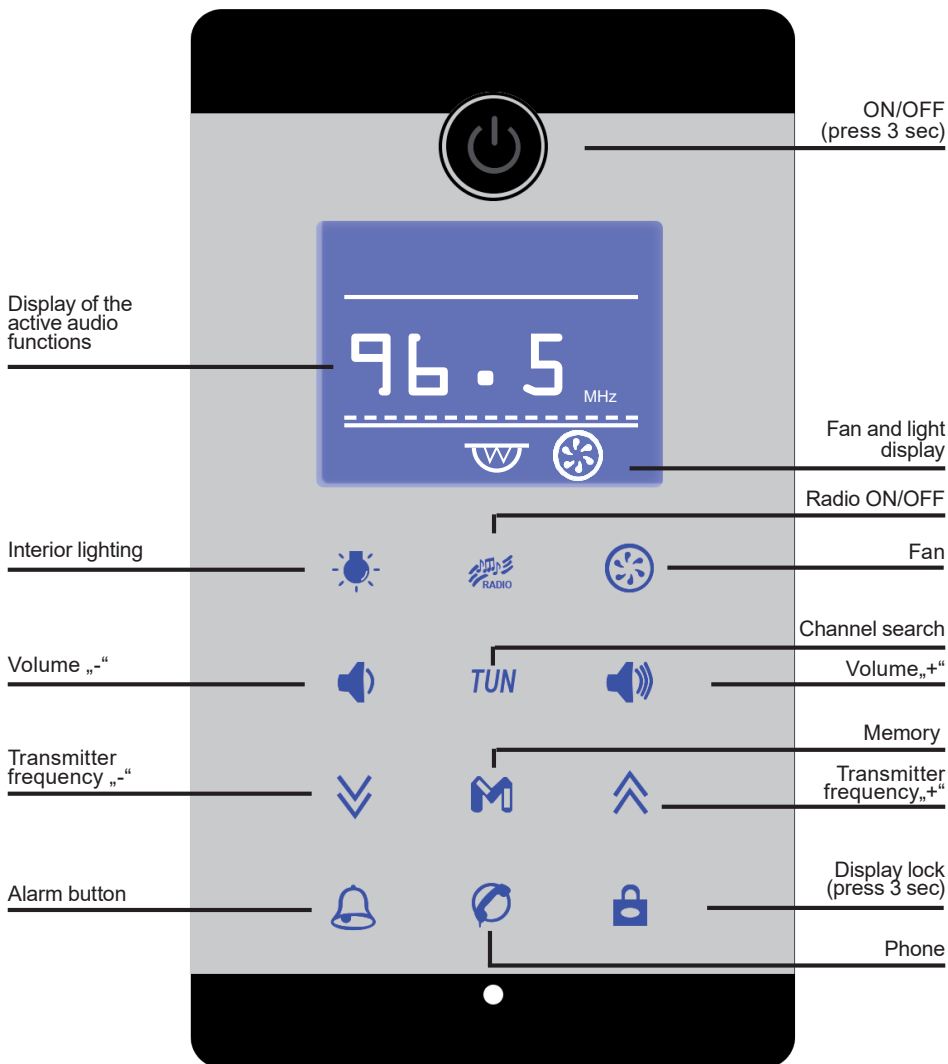 ON/OFF
(press 3 sec)
Display of the
active audio
functions
96.5
MHz
Fan and light
display
Radio ON/OFF
Interior lighting
RADIO
Fan
Channel search
Volume „-“
TUN
Volume„+“
Memory
Transmitter
frequency „-“
M
Transmitter
frequency„+“
Display lock
(press 3 sec)
Alarm button
Phone